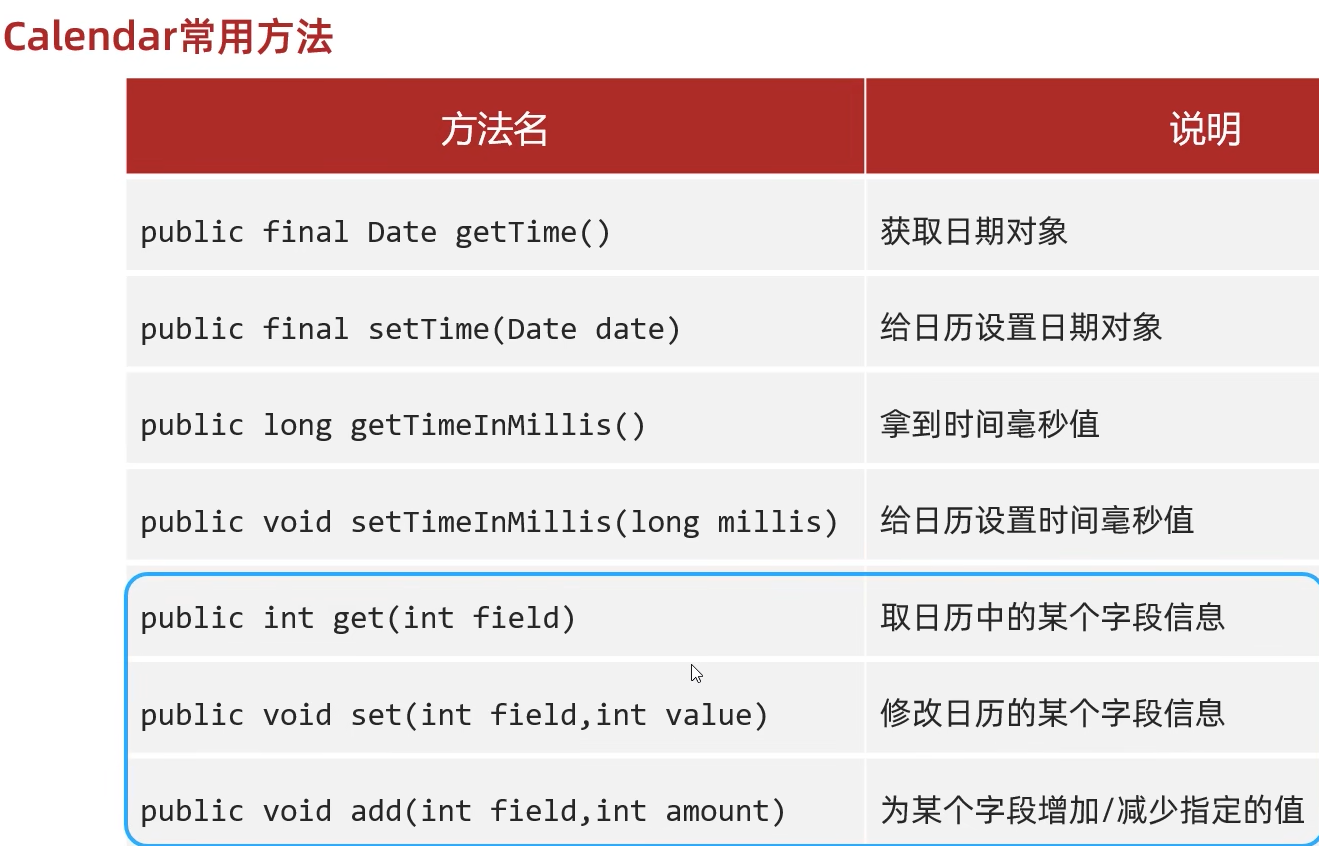 Calendar常用方法
方法名 说明
public final Date getTime() 获取日期对象
public final setTime(Date date) 给日历设置日期对象
public long getTimeInMillis() 拿到时间毫秒值
public void setTimeInMillis(long millis) 给日历设置时间毫秒值
public int get(int field) 取日历中的某个字段信息
public void set(int field,int value) 修改日历的某个字段信息
public void add(int field,int amount) 为某个字段增加/减少指定的值